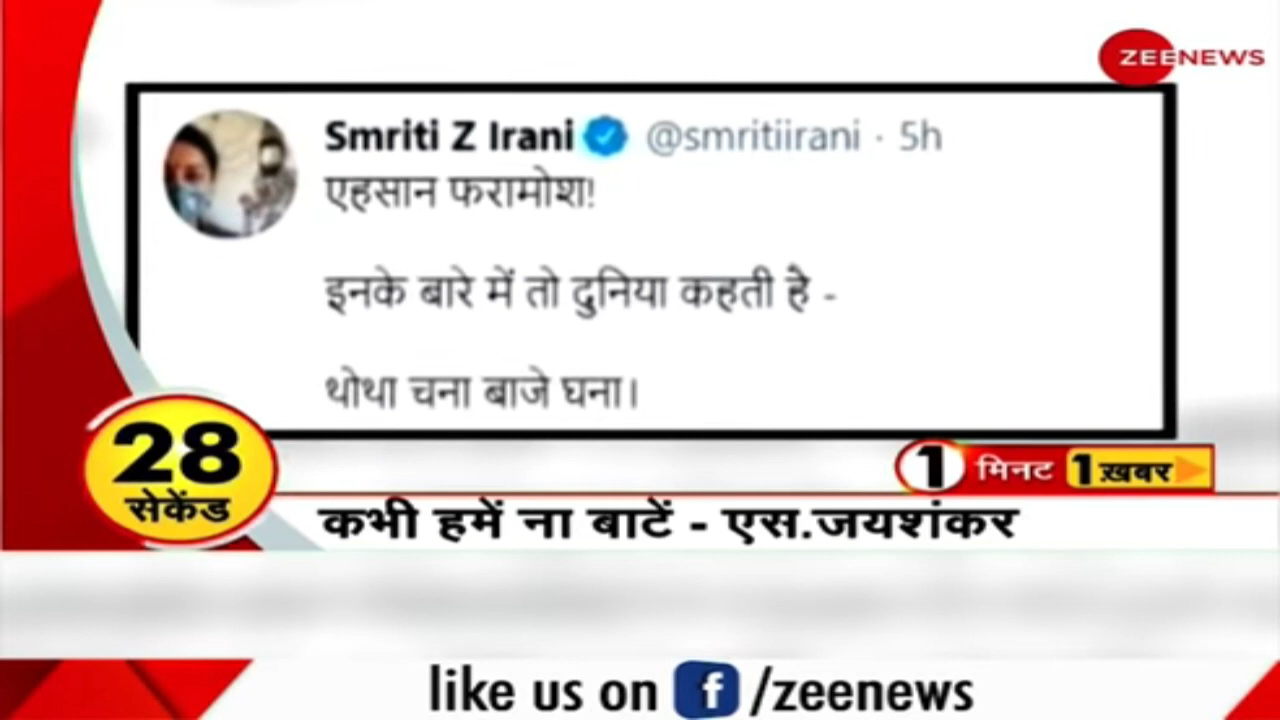 ZEENEWS
Smriti Z Irani @smritiirani · 5h
एहसान फरामोश!
इनके बारे में तो दुनिया कहती है -
थोथा चना बाजे घना।
28
सेकेंड
1 मिनट 1 ख़बर
कभी हमें ना बाटें - एस.जयशंकर
like us on f /zeenews